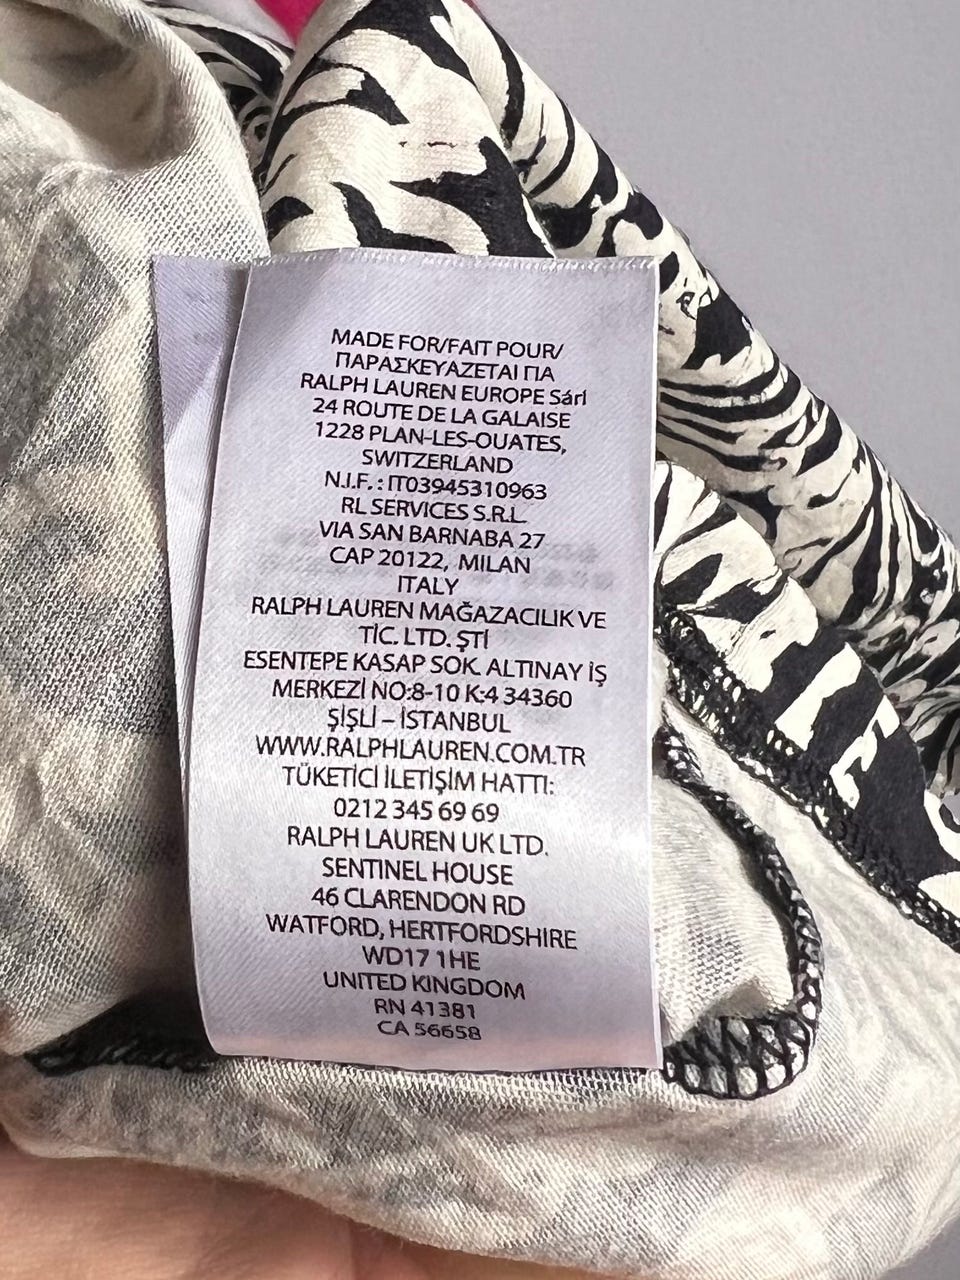 MADE FOR/FAIT POUR/
ΠΑΡΑΣΚΕΥΑΖΕΤΑΙ ΓΙΑ
RALPH LAUREN EUROPE Sárl
24 ROUTE DE LA GALAISE
1228 PLAN-LES-OUATES,
SWITZERLAND
N.I.F. : IT03945310963
RL SERVICES S.R.L.
VIA SAN BARNABA 27
CAP 20122, MILAN
ITALY
RALPH LAUREN MAĞAZACILIK VE
TİC. LTD. ŞTİ
ESENTEPE KASAP SOK. ALTINAY İŞ
MERKEZİ NO:8-10 K:4 34360
ŞİŞLİ – İSTANBUL
WWW.RALPHLAUREN.COM.TR
TÜKETİCİ İLETİŞİM HATTI:
0212 345 69 69
RALPH LAUREN UK LTD.
SENTINEL HOUSE
46 CLARENDON RD
WATFORD, HERTFORDSHIRE
WD17 1HE
UNITED KINGDOM
RN 41381
CA 56658